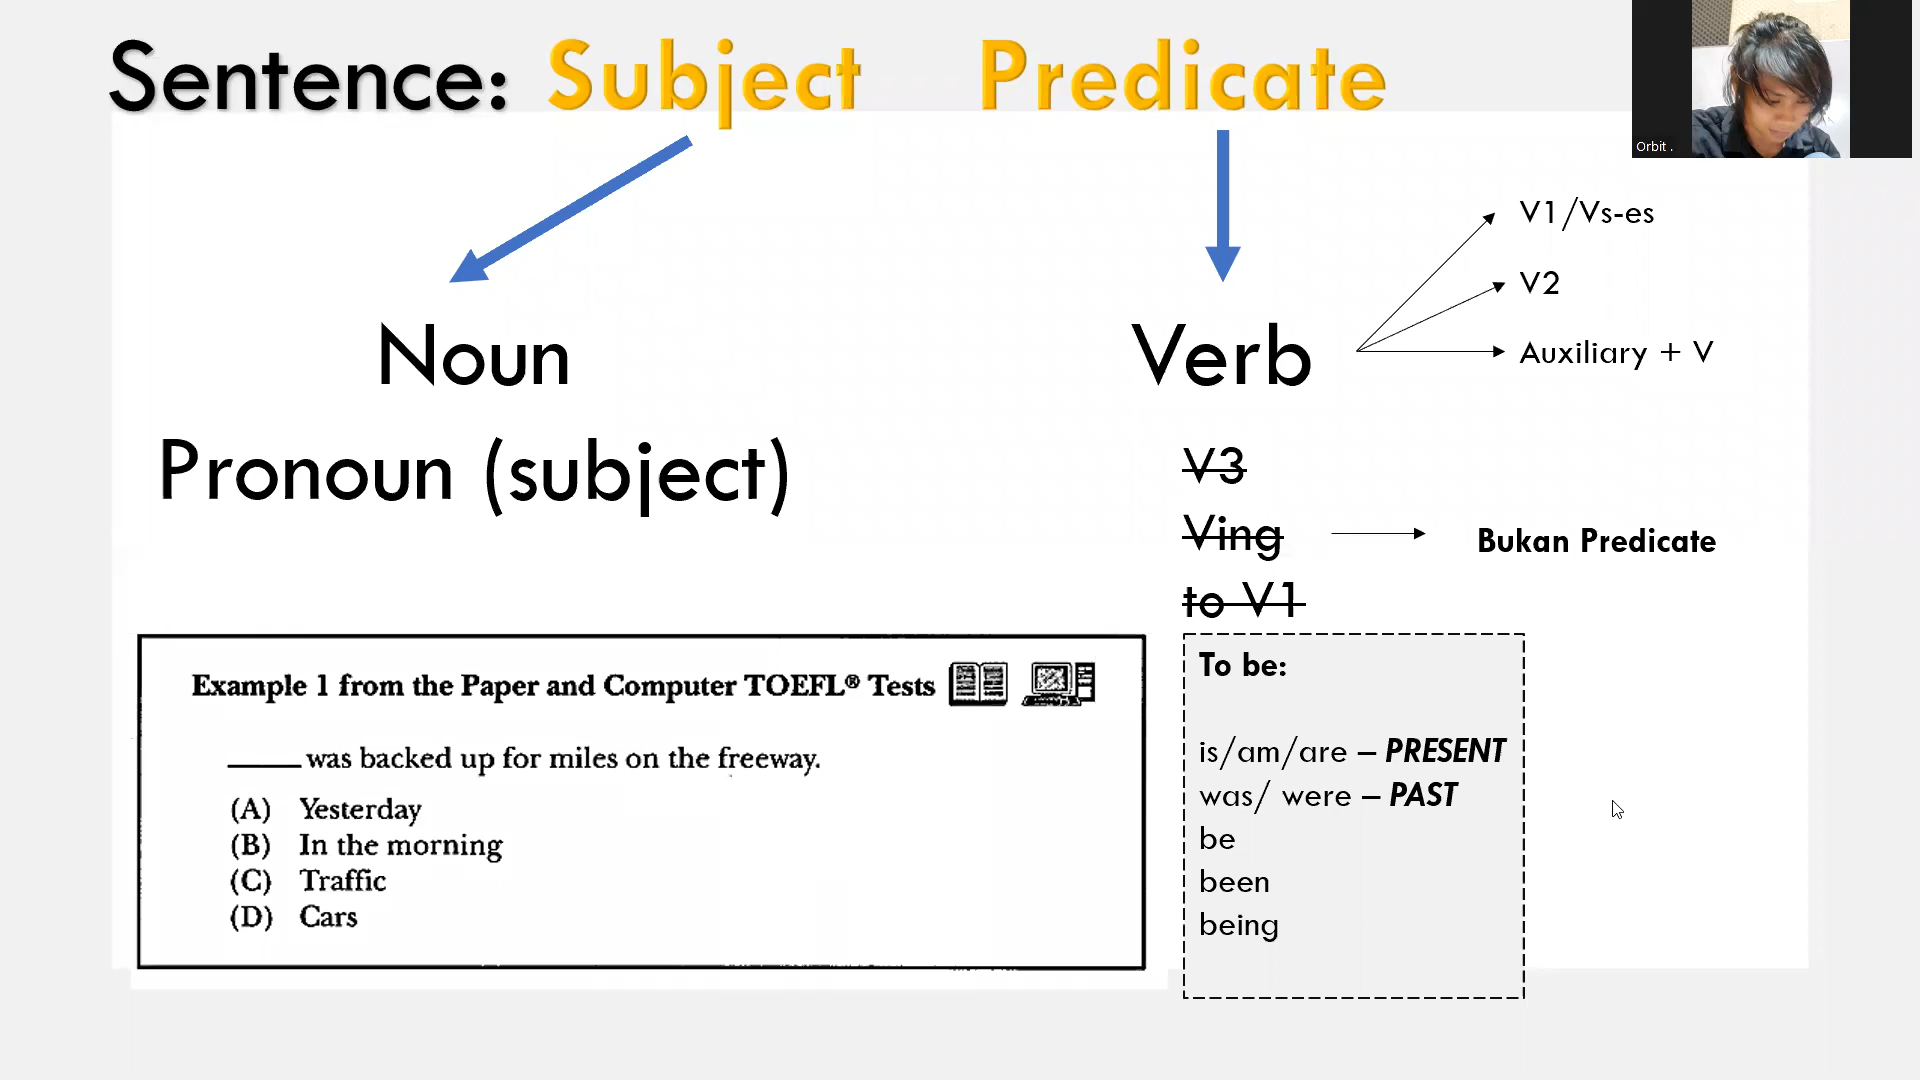 Sentence: Subject Predicate
Orbit .
Noun
Pronoun (subject)
Verb
V1/Vs-es
V2
Auxiliary + V
V3
Ving
to V1
Bukan Predicate
Example 1 from the Paper and Computer TOEFL® Tests
_____ was backed up for miles on the freeway.
(A) Yesterday
(B) In the morning
(C) Traffic
(D) Cars
To be:
is/am/are – PRESENT
was/ were – PAST
be
been
being